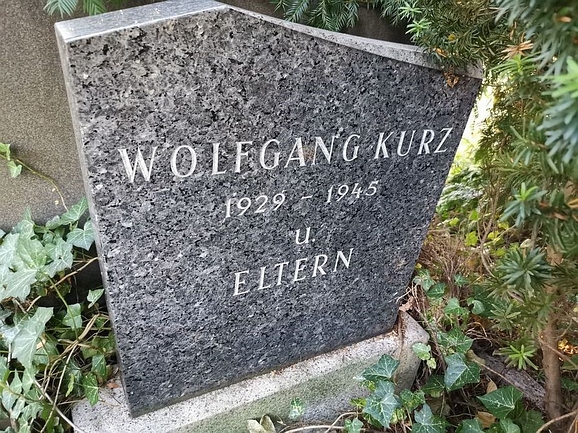 WOLFGANG KURZ
1929 - 1945
u.
ELTERN